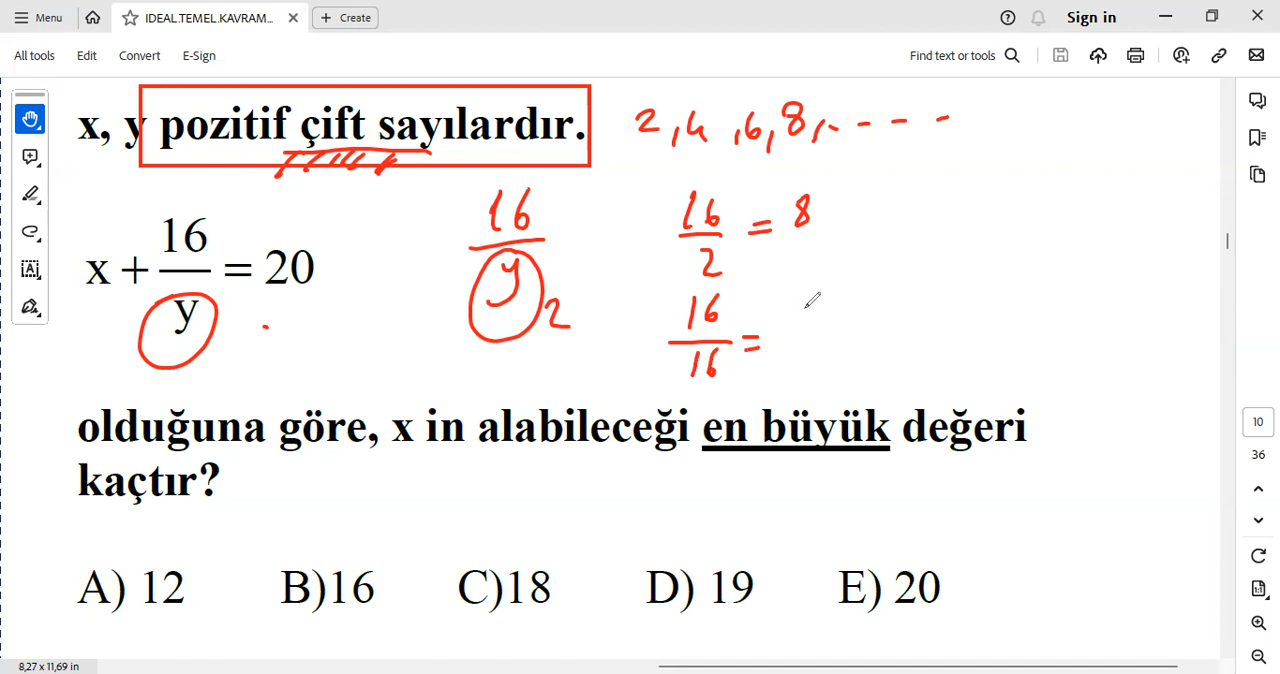 Menu
IDEAL.TEMEL.KAVRAM...
Create
Sign in
All tools Edit Convert E-Sign
Find text or tools
x, y pozitif çift sayılardır.
2, 4, 6, 8, . - - - -
x + 16/y = 20
16/y 2
16/2 = 8
16/16 =
olduğuna göre, x in alabileceği en büyük değeri
kaçtır?
A) 12 B)16 C)18 D) 19 E) 20
10
36
8,27 x 11,69 in